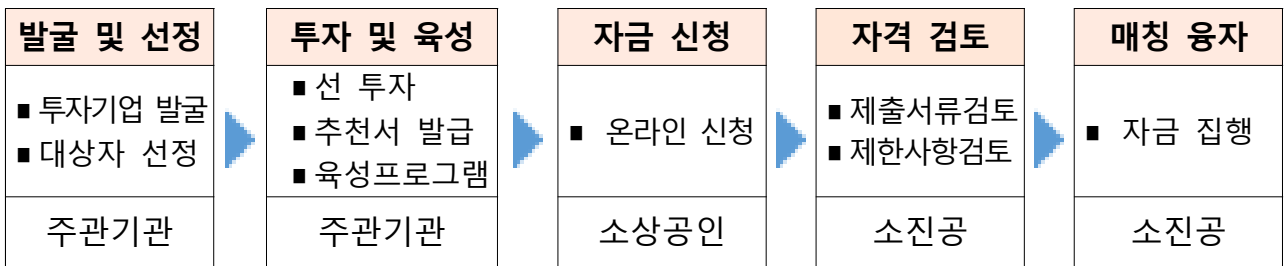 발굴 및 선정
■ 투자기업 발굴
■ 대상자 선정
주관기관
투자 및 육성
■ 선 투자
■ 추천서 발급
■ 육성프로그램
주관기관
자금 신청
■ 온라인 신청
소상공인
자격 검토
■ 제출서류검토
■ 제한사항검토
소진공
매칭 융자
■ 자금 집행
소진공